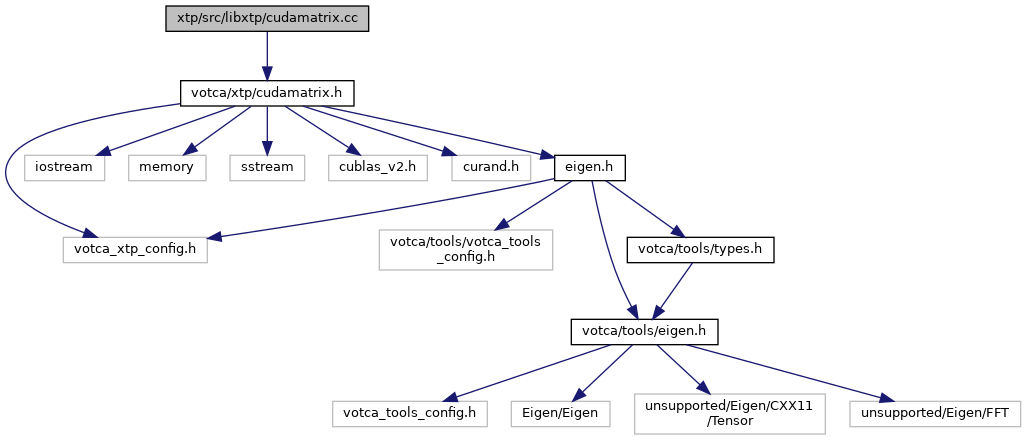 xtp/src/libxtp/cudamatrix.cc
votca/xtp/cudamatrix.h
iostream
memory
sstream
cublas_v2.h
curand.h
eigen.h
votca_xtp_config.h
votca/tools/votca_tools
_config.h
votca/tools/types.h
votca/tools/eigen.h
votca_tools_config.h
Eigen/Eigen
unsupported/Eigen/CXX11
/Tensor
unsupported/Eigen/FFT